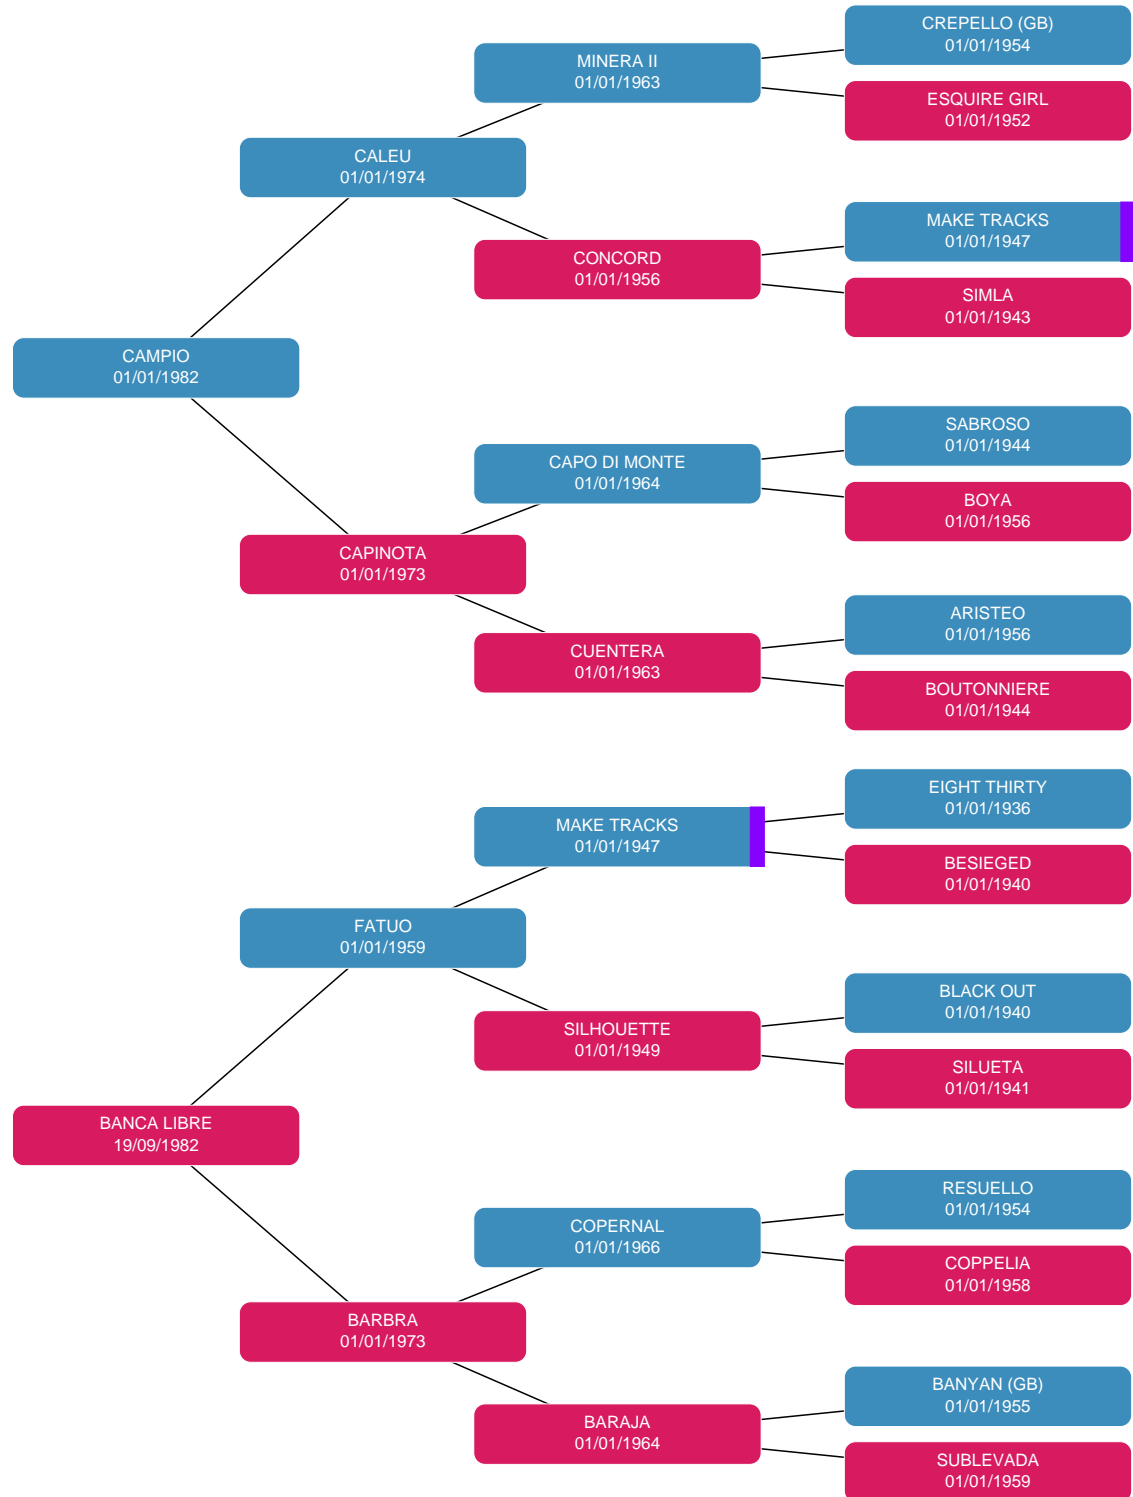 CREPELLO (GB)
01/01/1954
MINERA II
01/01/1963
ESQUIRE GIRL
01/01/1952
CALEU
01/01/1974
MAKE TRACKS
01/01/1947
CONCORD
01/01/1956
SIMLA
01/01/1943
CAMPIO
01/01/1982
SABROSO
01/01/1944
CAPO DI MONTE
01/01/1964
BOYA
01/01/1956
CAPINOTA
01/01/1973
ARISTEO
01/01/1956
CUENTERA
01/01/1963
BOUTONNIERE
01/01/1944
EIGHT THIRTY
01/01/1936
MAKE TRACKS
01/01/1947
BESIEGED
01/01/1940
FATUO
01/01/1959
BLACK OUT
01/01/1940
SILHOUETTE
01/01/1949
SILUETA
01/01/1941
BANCA LIBRE
19/09/1982
RESUELLO
01/01/1954
COPERNAL
01/01/1966
COPPELIA
01/01/1958
BARBRA
01/01/1973
BANYAN (GB)
01/01/1955
BARAJA
01/01/1964
SUBLEVADA
01/01/1959